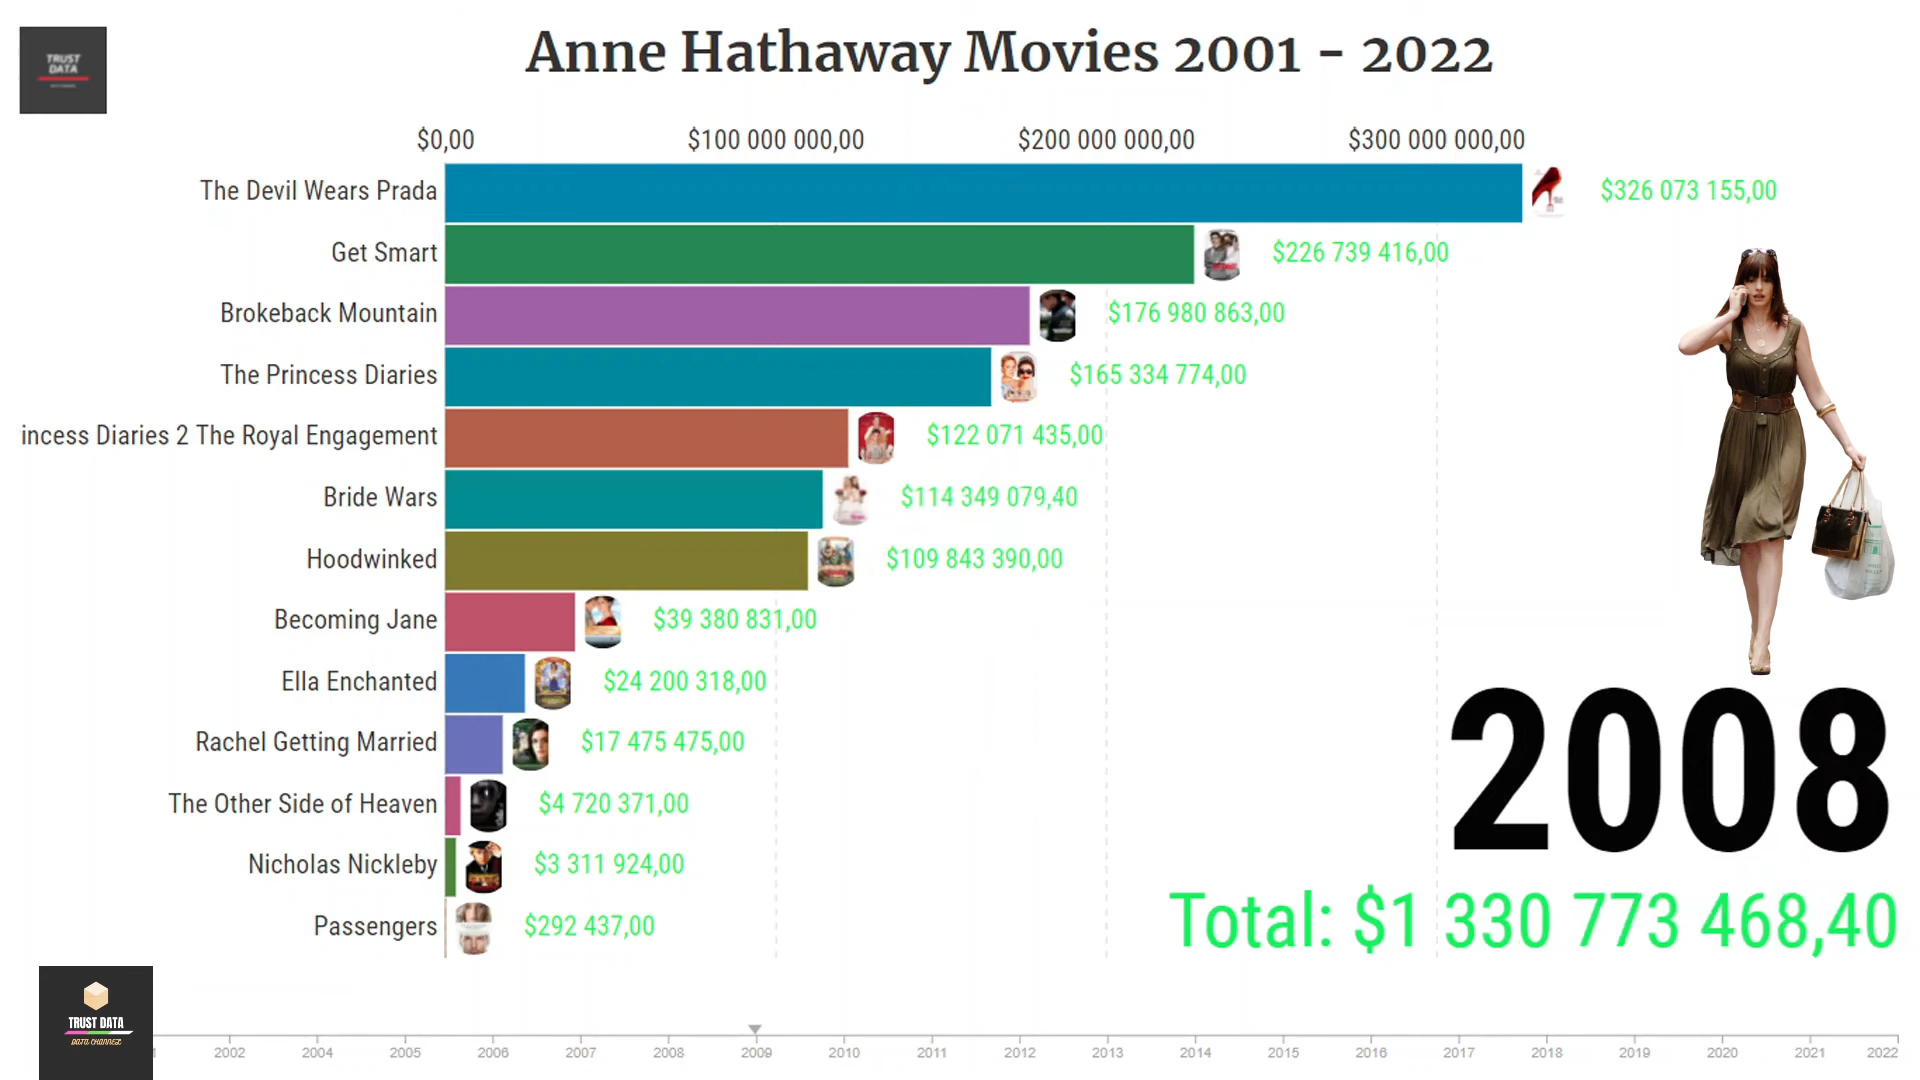 TRUST
DATA
Anne Hathaway Movies 2001 - 2022
$0,00 $100 000 000,00 $200 000 000,00 $300 000 000,00
The Devil Wears Prada $326 073 155,00
Get Smart $226 739 416,00
Brokeback Mountain $176 980 863,00
The Princess Diaries $165 334 774,00
incess Diaries 2 The Royal Engagement $122 071 435,00
Bride Wars $114 349 079,40
Hoodwinked $109 843 390,00
Becoming Jane $39 380 831,00
Ella Enchanted $24 200 318,00
Rachel Getting Married $17 475 475,00
The Other Side of Heaven $4 720 371,00
Nicholas Nickleby $3 311 924,00
Passengers $292 437,00
2008
Total: $1 330 773 468,40
TRUST DATA
DATA CHANNEL
2002 2004 2005 2006 2007 2008 2009 2010 2011 2012 2013 2014 2015 2016 2017 2018 2019 2020 2021 2022